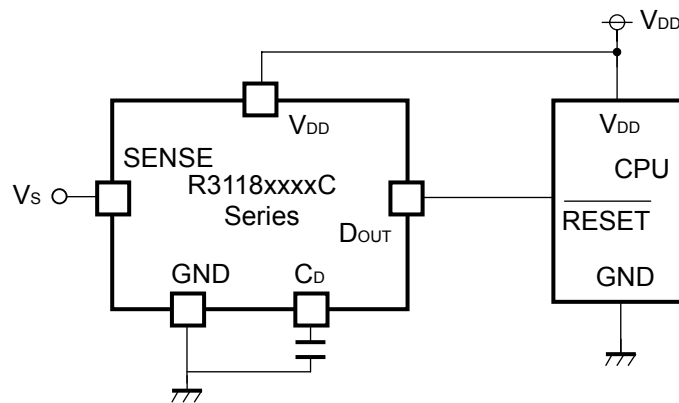 VDD
VDD
VDD
SENSE
CPU
R3118xxxxC
Series
VS
RESET
DOUT
GND
CD
GND